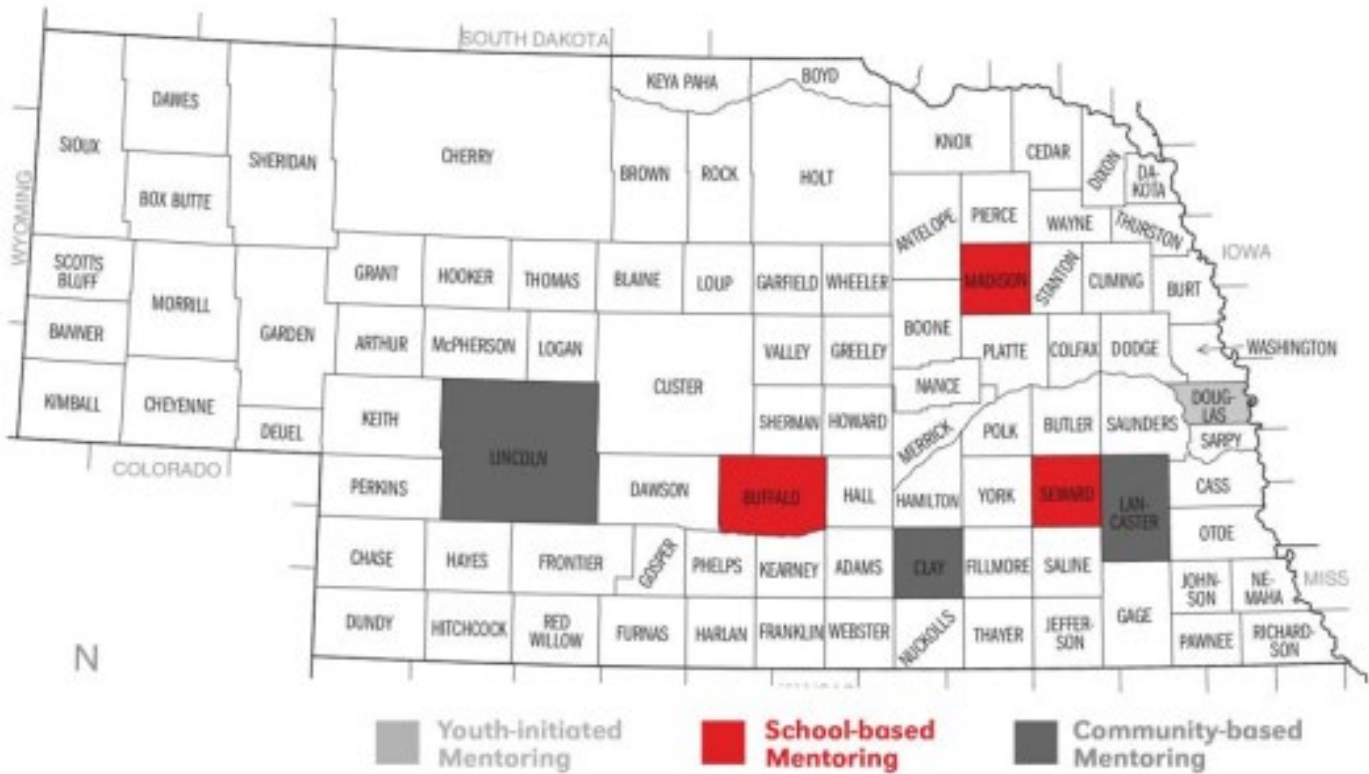 SOUTH DAKOTA
KEYA PAHA
BOYD
DAWES
SIOUX
SHERIDAN
CHERRY
BROWN
ROCK
HOLT
KNOX
CEDAR
DIXON
DA-
KOTA
BOX BUTTE
WYOMING
ANTELOPE
PIERCE
WAYNE
THURSTON
IOWA
SCOTTS
BLUFF
MORRILL
GARDEN
GRANT
HOOKER
THOMAS
BLAINE
LOUP
GARFIELD
WHEELER
MADISON
STANTON
CUMING
BURT
BANNER
ARTHUR
McPHERSON
LOGAN
CUSTER
VALLEY
GREELEY
BOONE
PLATTE
COLFAX
DODGE
WASHINGTON
KIMBALL
CHEYENNE
DEUEL
KEITH
LINCOLN
SHERMAN
HOWARD
NANCE
MERRICK
POLK
BUTLER
SAUNDERS
DOUG-
LAS
SARPY
COLORADO
PERKINS
DAWSON
BUFFALO
HALL
HAMILTON
YORK
SEWARD
LAN-
CASTER
CASS
OTOE
CHASE
HAYES
FRONTIER
GOSPER
PHELPS
KEARNEY
ADAMS
CLAY
FILLMORE
SALINE
JOHN-
SON
NE-
MAHA
MISS
DUNDY
HITCHCOCK
RED
WILLOW
FURNAS
HARLAN
FRANKLIN
WEBSTER
NUCKOLLS
THAYER
JEFFER-
SON
GAGE
PAWNEE
RICHARD-
SON
N
Youth-initiated
Mentoring
School-based
Mentoring
Community-based
Mentoring